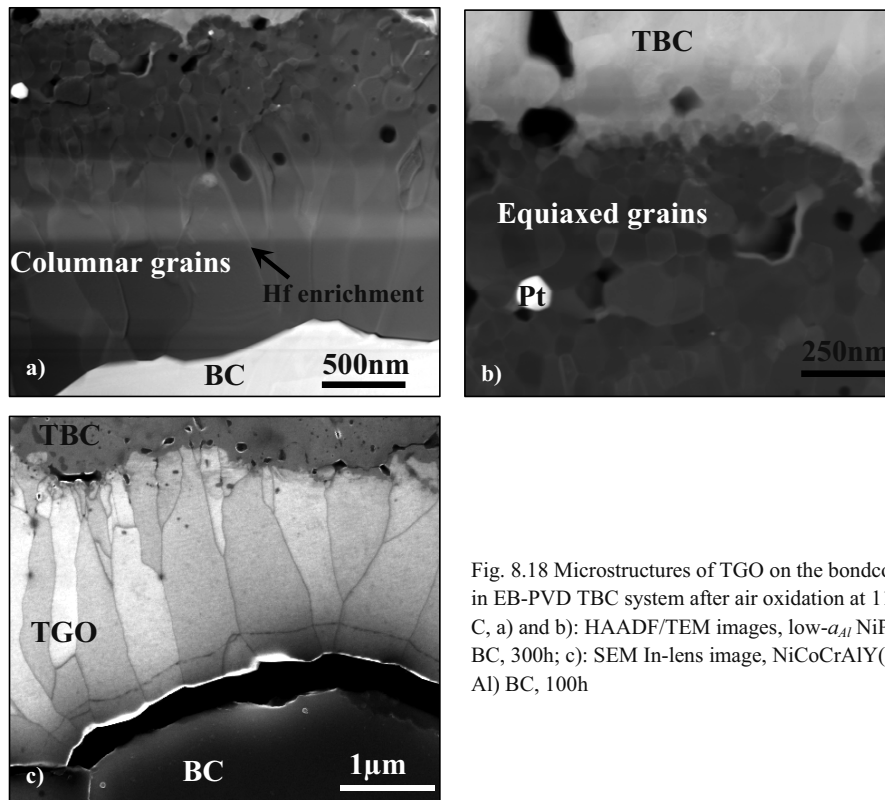 Columnar grains
Hf enrichment
BC
500nm
a)
TBC
Equiaxed grains
Pt
250nm
b)
TBC
TGO
BC
1µm
c)
Fig. 8.18 Microstructures of TGO on the bondco
in EB-PVD TBC system after air oxidation at 11
C, a) and b): HAADF/TEM images, low-aAl NiP
BC, 300h; c): SEM In-lens image, NiCoCrAlY(
Al) BC, 100h